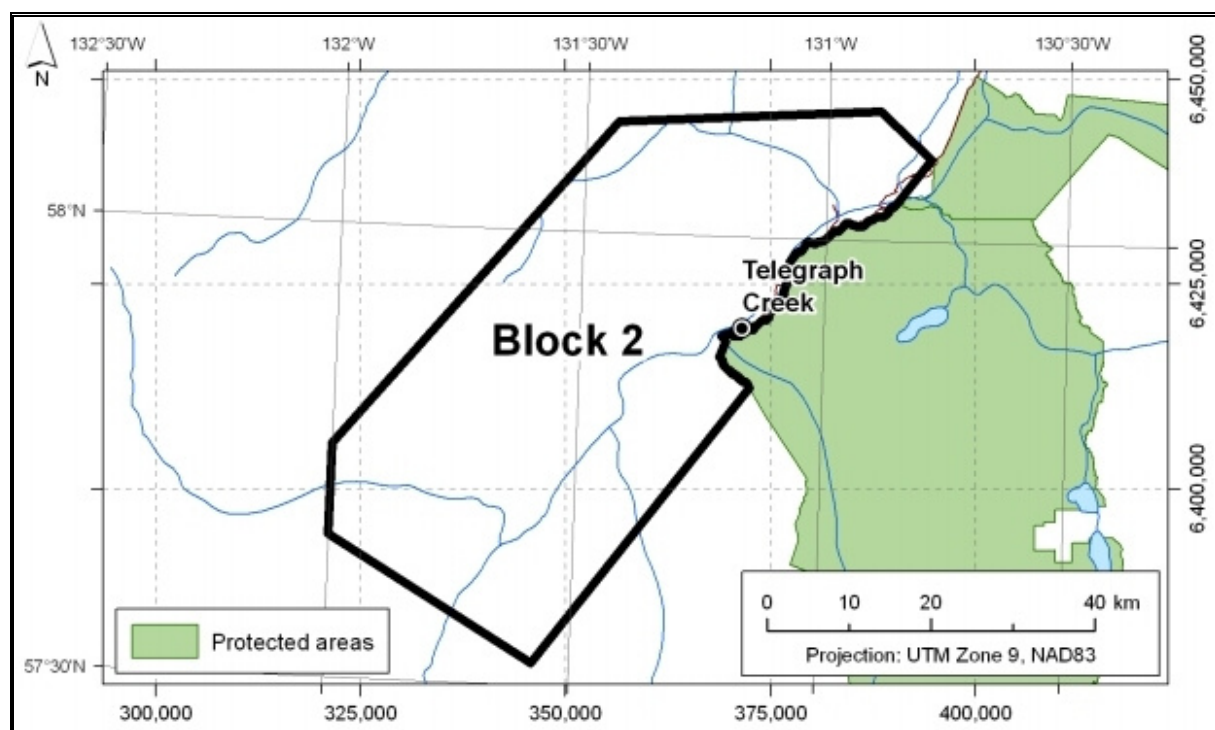 132°30'W 132°W 131°30'W 131°W 130°30'W
N
6,450,000
58°N
Telegraph
Creek
6,425,000
Block 2
6,400,000
0 10 20 40 km
Protected areas
Projection: UTM Zone 9, NAD83
57°30'N
300,000 325,000 350,000 375,000 400,000